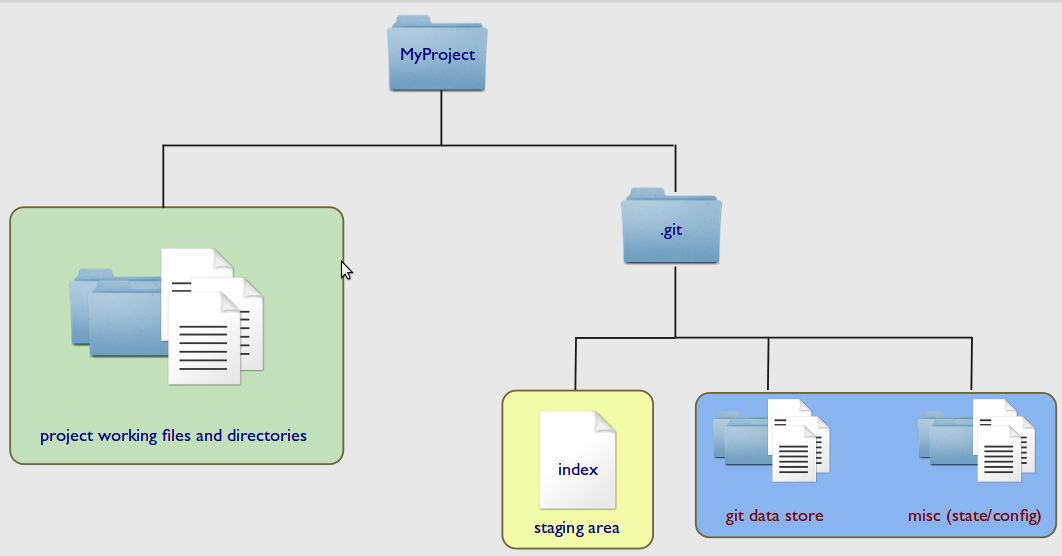 MyProject
.git
project working files and directories
index
staging area
git data store
misc (state/config)